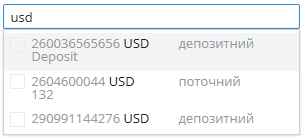 usd
260036565656 USD депозитний
Deposit
2604600044 USD поточний
132
290991144276 USD депозитний